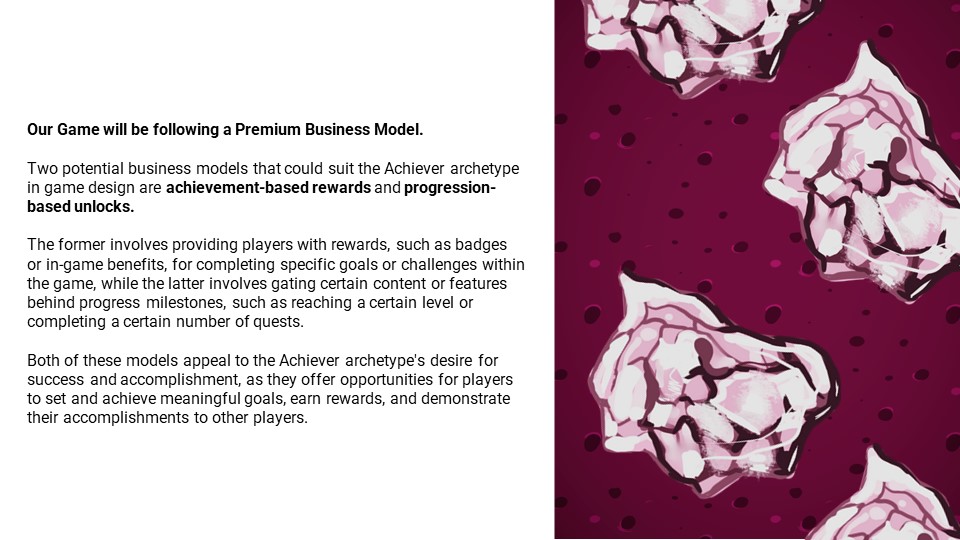 Our Game will be following a Premium Business Model.
Two potential business models that could suit the Achiever archetype
in game design are achievement-based rewards and progression-
based unlocks.
The former involves providing players with rewards, such as badges
or in-game benefits, for completing specific goals or challenges within
the game, while the latter involves gating certain content or features
behind progress milestones, such as reaching a certain level or
completing a certain number of quests.
Both of these models appeal to the Achiever archetype's desire for
success and accomplishment, as they offer opportunities for players
to set and achieve meaningful goals, earn rewards, and demonstrate
their accomplishments to other players.